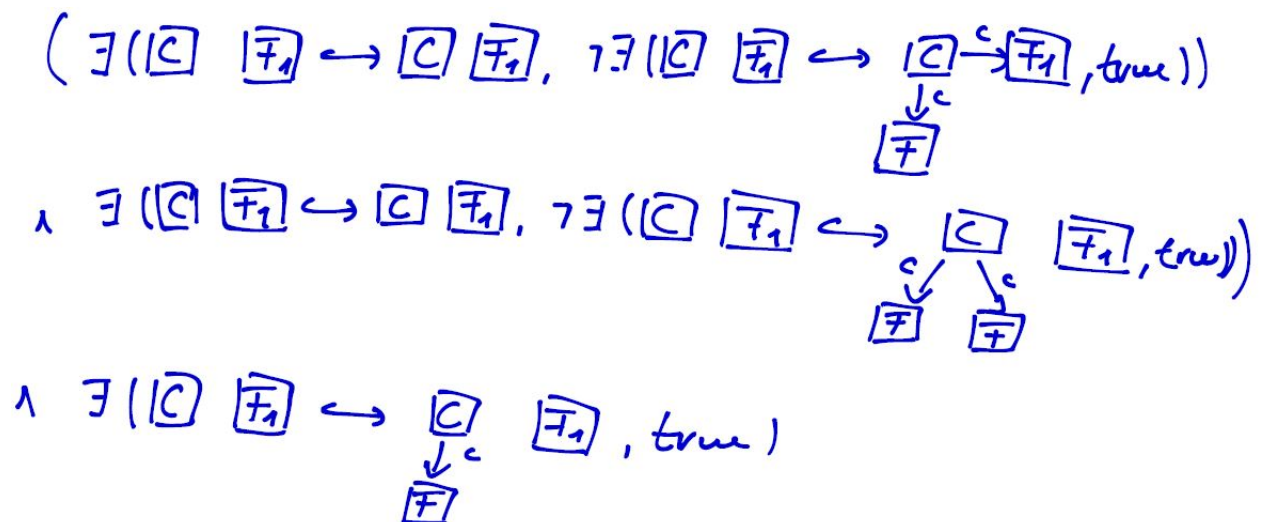 ( ∃( C F₁ ↪ C F₁, ¬∃( C F₁ ↪ C →c F₁, true))
↓ c
F
∧ ∃( C F₁ ↪ C F₁, ¬∃( C F₁ ↪ C F₁, true))
c c
F F
∧ ∃( C F₁ ↪ C F₁, true)
↓ c
F